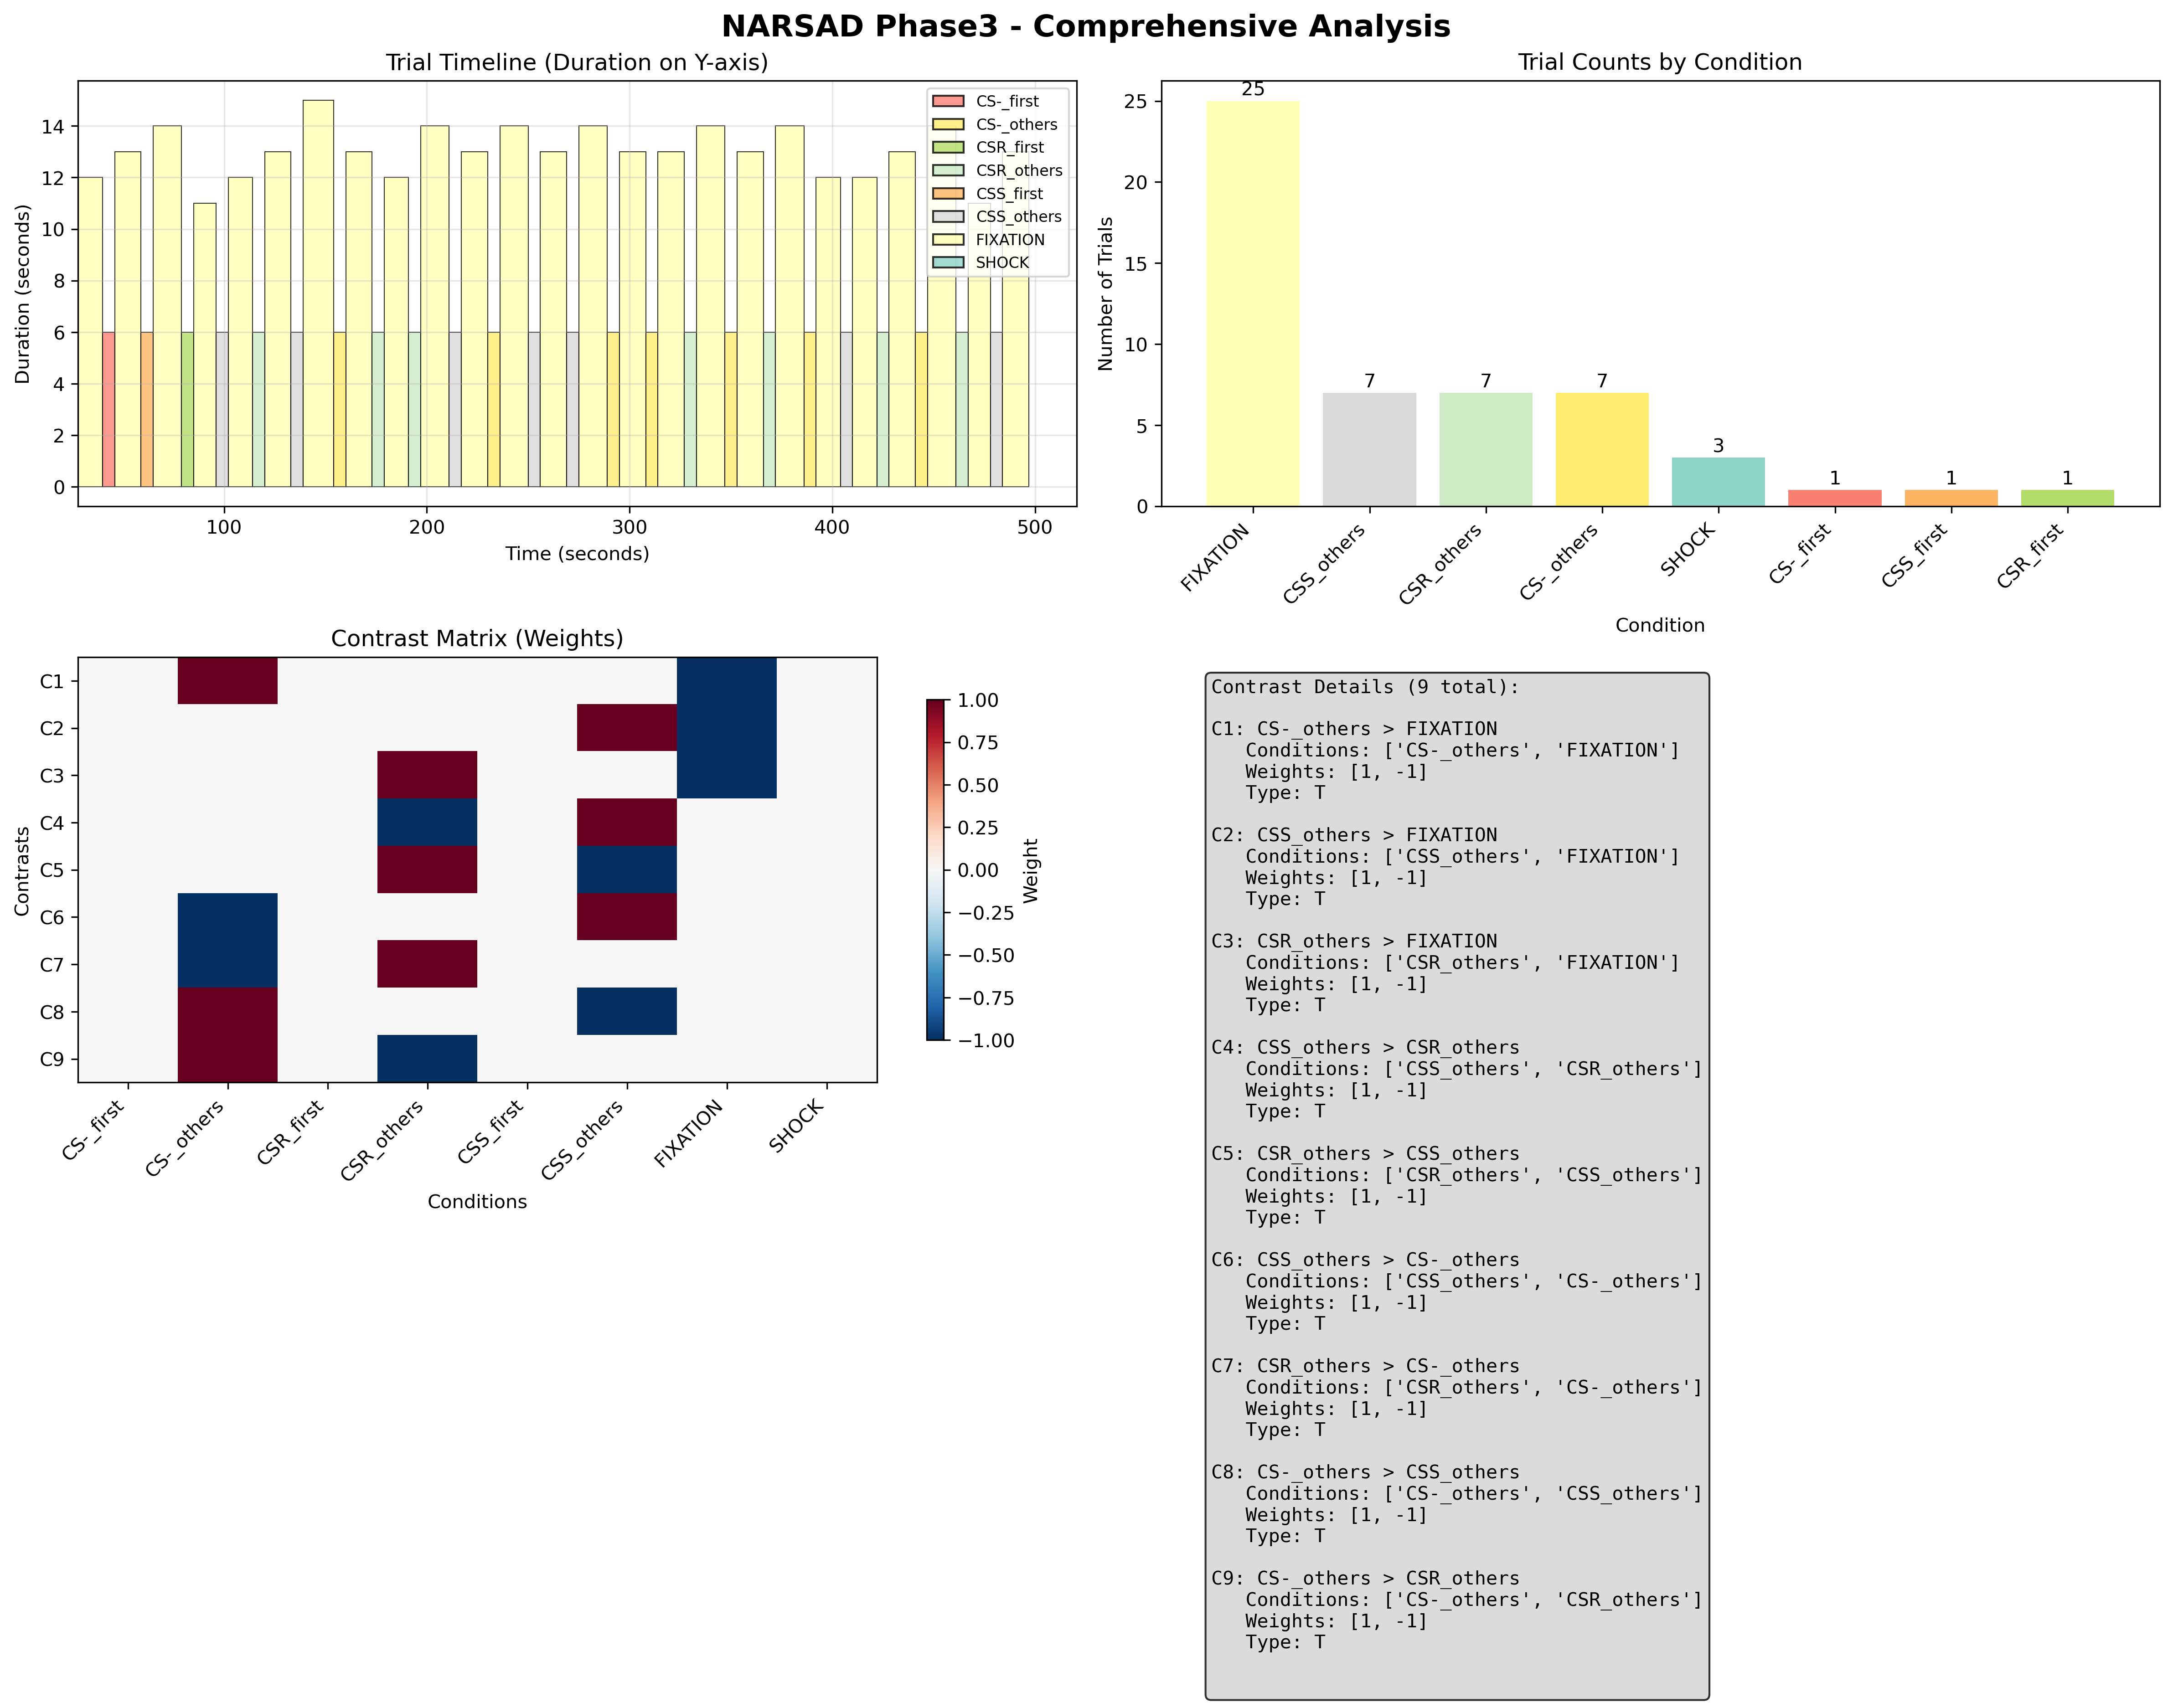 NARSAD Phase3 - Comprehensive Analysis
Trial Timeline (Duration on Y-axis)
Duration (seconds)
14
12
10
8
6
4
2
0
100
200
300
400
500
Time (seconds)
CS-_first
CS-_others
CSR_first
CSR_others
CSS_first
CSS_others
FIXATION
SHOCK
Trial Counts by Condition
Number of Trials
25
20
15
10
5
0
25
7
7
7
3
1
1
1
FIXATION
CSS_others
CSR_others
CS-_others
SHOCK
CS-_first
CSS_first
CSR_first
Condition
Contrast Matrix (Weights)
Contrasts
C1
C2
C3
C4
C5
C6
C7
C8
C9
CS-_first
CS-_others
CSR_first
CSR_others
CSS_first
CSS_others
FIXATION
SHOCK
Conditions
1.00
0.75
0.50
0.25
0.00
−0.25
−0.50
−0.75
−1.00
Weight
Contrast Details (9 total):
C1: CS-_others > FIXATION
Conditions: ['CS-_others', 'FIXATION']
Weights: [1, -1]
Type: T
C2: CSS_others > FIXATION
Conditions: ['CSS_others', 'FIXATION']
Weights: [1, -1]
Type: T
C3: CSR_others > FIXATION
Conditions: ['CSR_others', 'FIXATION']
Weights: [1, -1]
Type: T
C4: CSS_others > CSR_others
Conditions: ['CSS_others', 'CSR_others']
Weights: [1, -1]
Type: T
C5: CSR_others > CSS_others
Conditions: ['CSR_others', 'CSS_others']
Weights: [1, -1]
Type: T
C6: CSS_others > CS-_others
Conditions: ['CSS_others', 'CS-_others']
Weights: [1, -1]
Type: T
C7: CSR_others > CS-_others
Conditions: ['CSR_others', 'CS-_others']
Weights: [1, -1]
Type: T
C8: CS-_others > CSS_others
Conditions: ['CS-_others', 'CSS_others']
Weights: [1, -1]
Type: T
C9: CS-_others > CSR_others
Conditions: ['CS-_others', 'CSR_others']
Weights: [1, -1]
Type: T